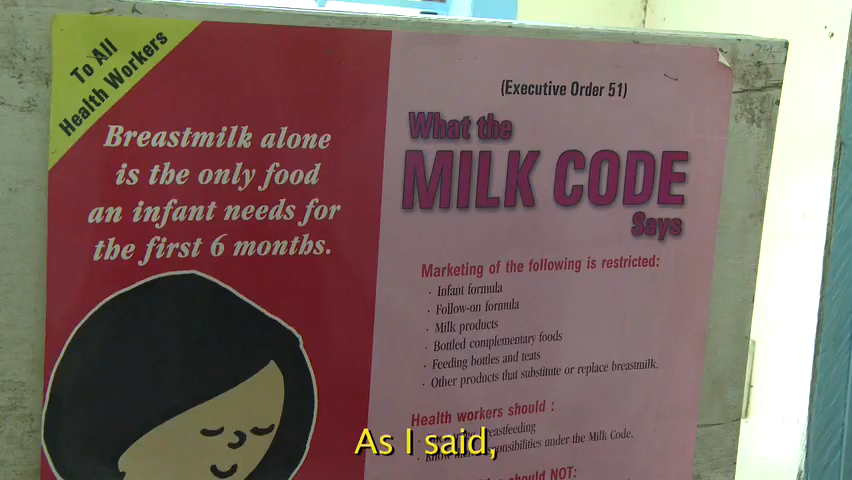 To All
Health Workers
Breastmilk alone
is the only food
an infant needs for
the first 6 months.
(Executive Order 51)
What the
MILK CODE
Says
Marketing of the following is restricted:
· Infant formula
· Follow-on formula
· Milk products
· Bottled complementary foods
· Feeding bottles and teats
· Other products that substitute or replace breastmilk.
Health workers should :
breastfeeding
· Know responsibilities under the Milk Code.
should NOT:
As I said,